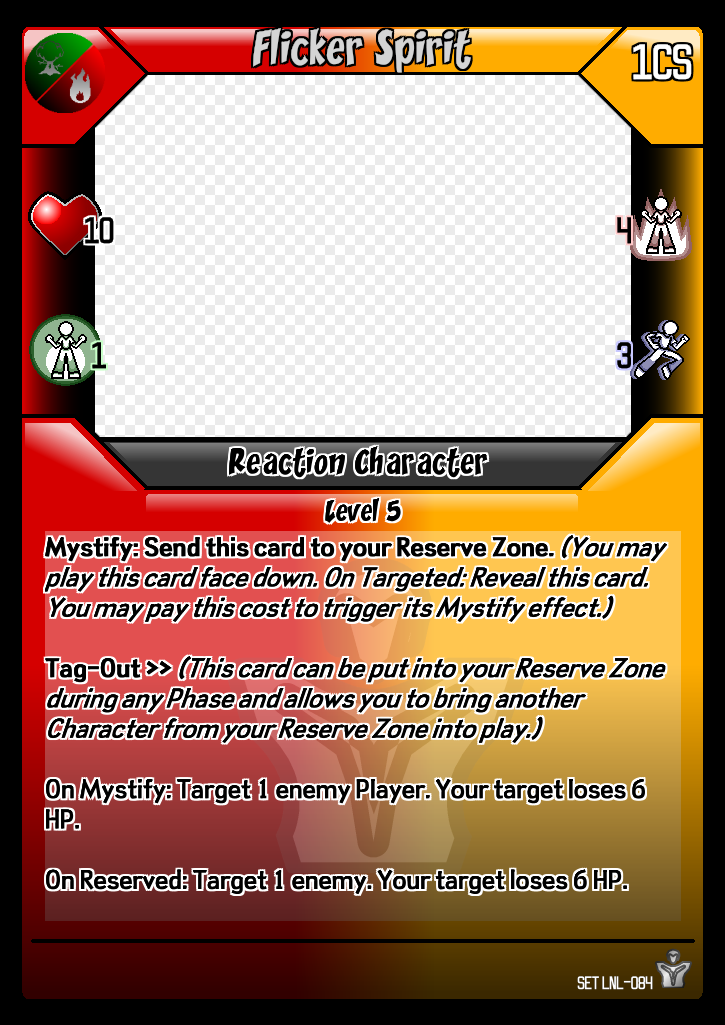 Flicker Spirit
1CS
10
4
1
3
Reaction Character
Level 5
Mystify: Send this card to your Reserve Zone. (You may
play this card face down. On Targeted: Reveal this card.
You may pay this cost to trigger its Mystify effect.)
Tag-Out >> (This card can be put into your Reserve Zone
during any Phase and allows you to bring another
Character from your Reserve Zone into play.)
On Mystify: Target 1 enemy Player. Your target loses 6
HP.
On Reserved: Target 1 enemy. Your target loses 6 HP.
SET LNL-084